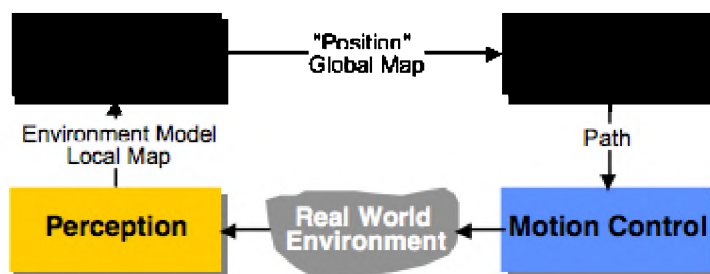 "Position"
Global Map
Environment Model
Local Map
Path
Perception
Real World
Environment
Motion Control